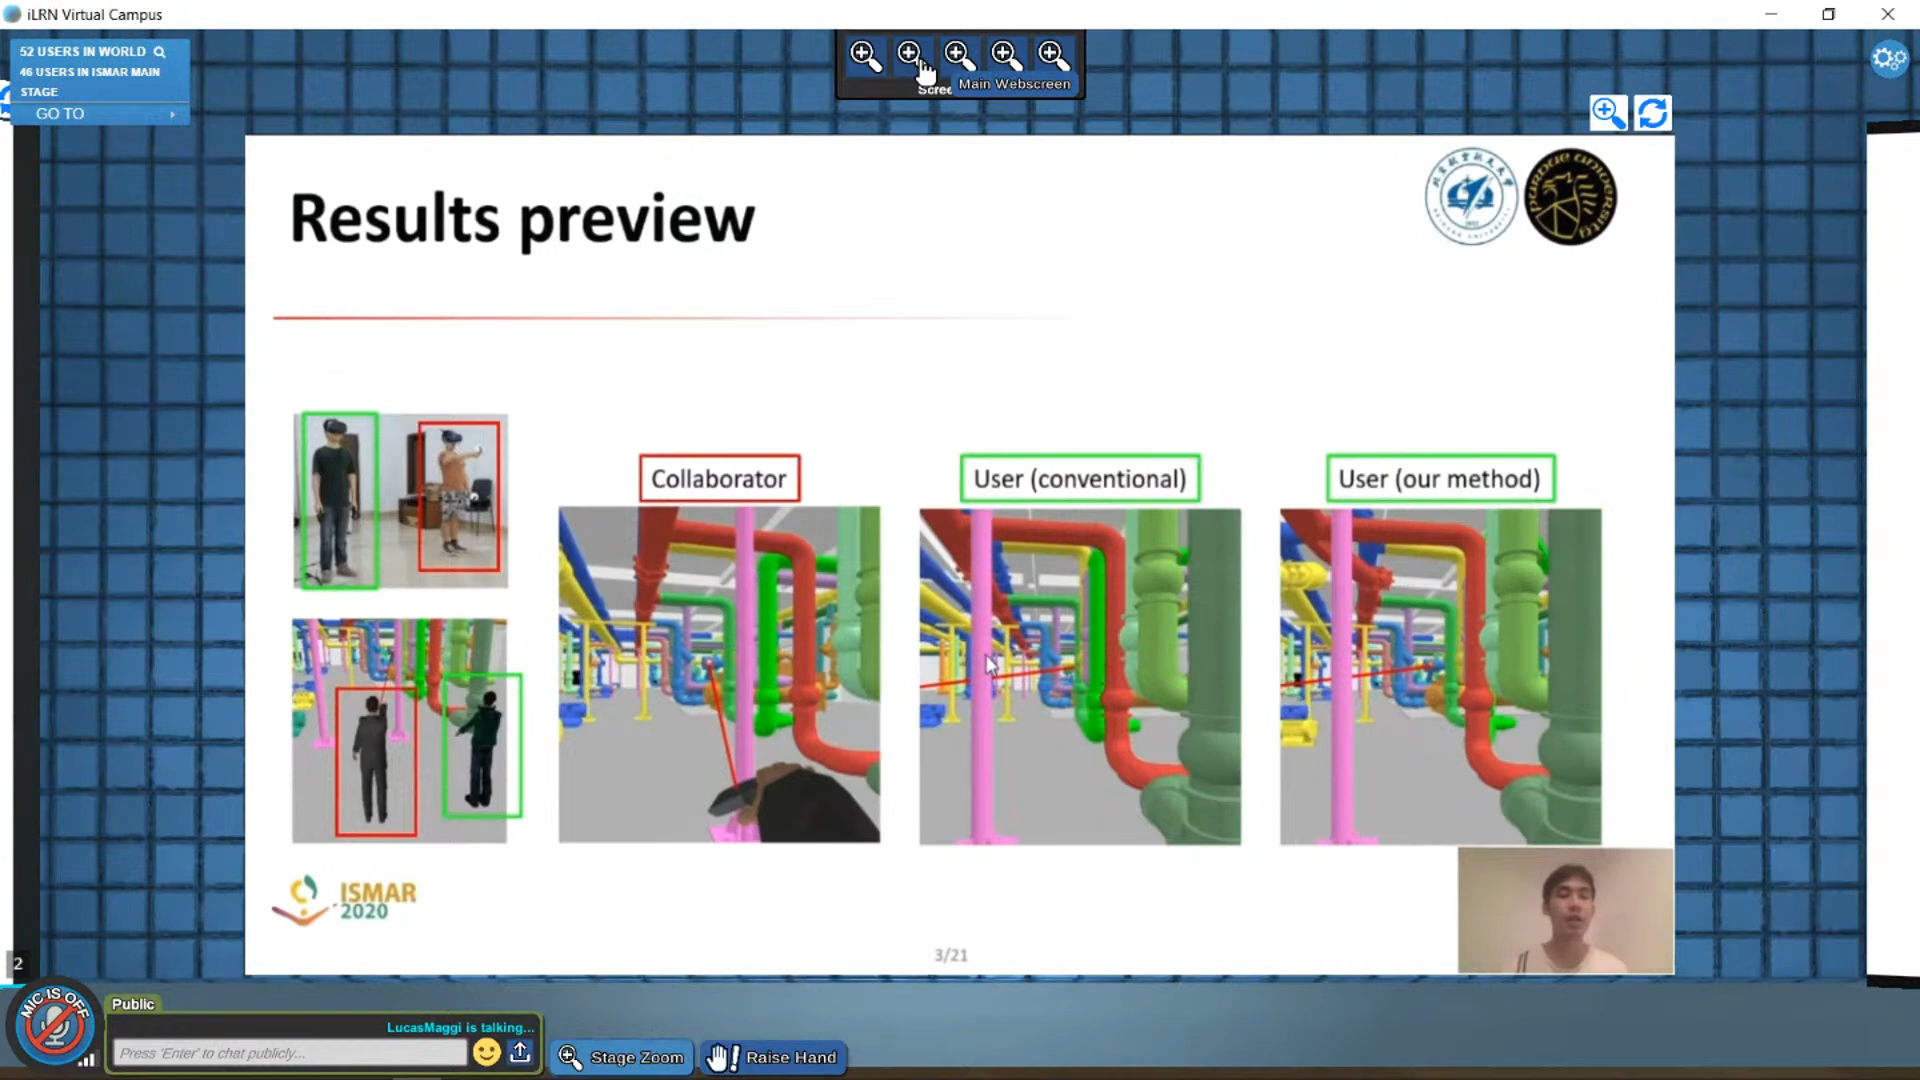 iLRN Virtual Campus
52 USERS IN WORLD
46 USERS IN ISMAR MAIN
STAGE
GO TO
Main Webscreen
Results preview
Collaborator
User (conventional)
User (our method)
ISMAR
2020
3/21
2
MIC IS OFF
Public
LucasMaggi is talking...
Press 'Enter' to chat publicly...
Stage Zoom
Raise Hand